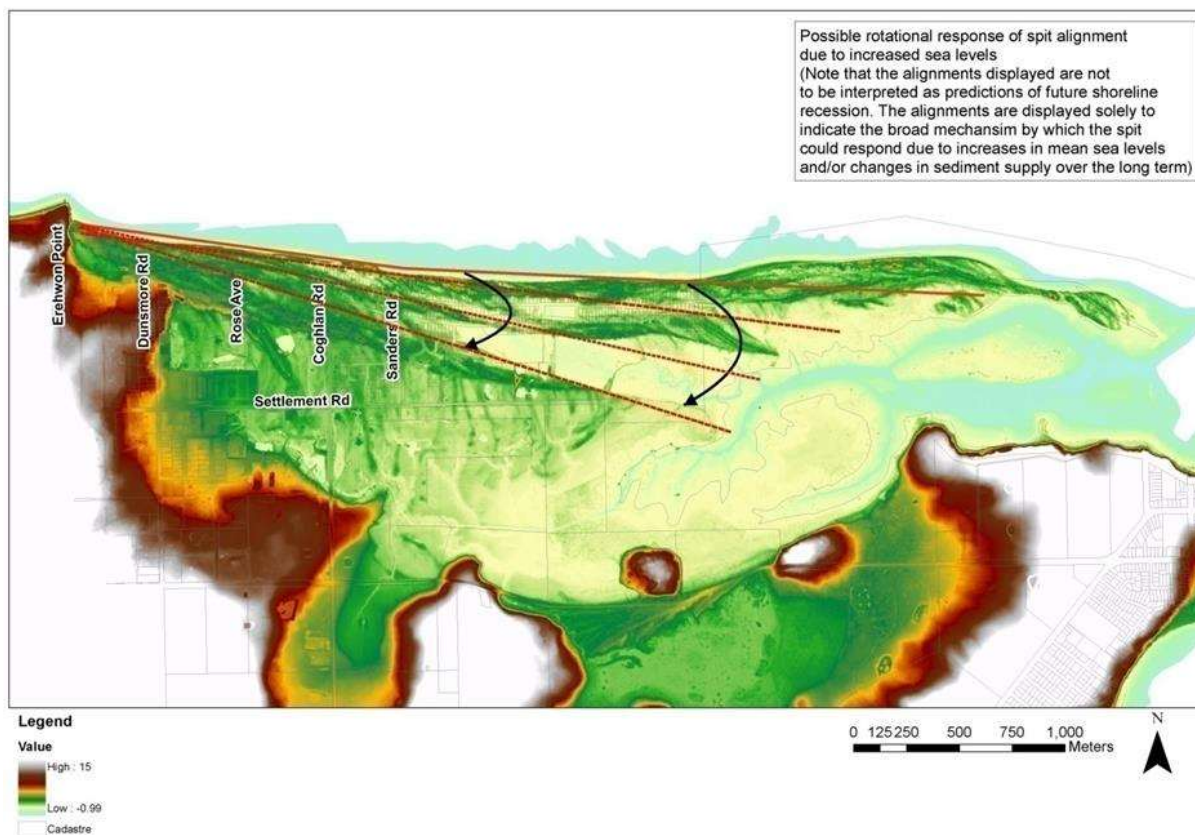 Possible rotational response of spit alignment
due to increased sea levels
(Note that the alignments displayed are not
to be interpreted as predictions of future shoreline
recession. The alignments are displayed solely to
indicate the broad mechansim by which the spit
could respond due to increases in mean sea levels
and/or changes in sediment supply over the long term)
Erehwon Point
Dunsmore Rd
Rose Ave
Coghlan Rd
Sanders Rd
Settlement Rd
Legend
Value
High : 15
Low : -0.99
Cadastre
0 125 250 500 750 1,000
Meters
N